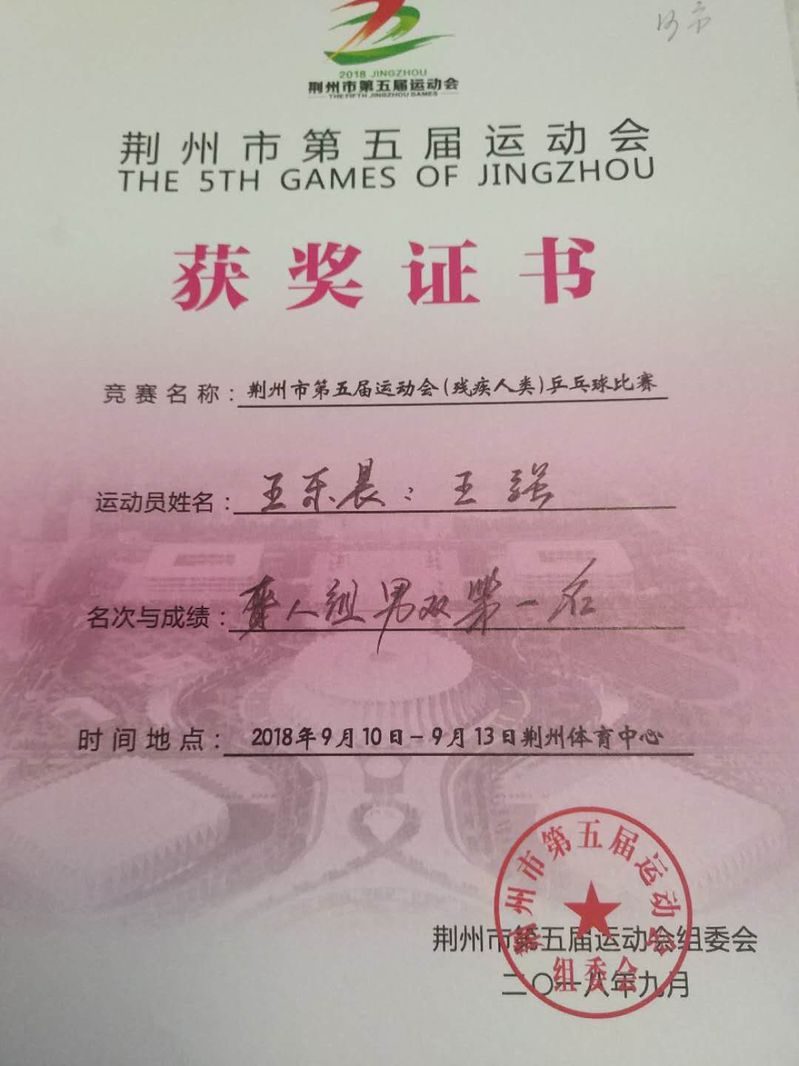 汐市
2018 JINGZHOU
荆州市第五届运动会
THE FIFTH JINGZHOU GAMES
荆州市第五届运动会
THE 5TH GAMES OF JINGZHOU
获奖证书
竞赛名称：荆州市第五届运动会(残疾人类)乒乓球比赛
运动员姓名：王乐晨：王强
名次与成绩：聋人组男双第一名
时间地点：2018年9月10日－9月13日荆州体育中心
荆州市第五届运动会
组委会
荆州市第五届运动会组委会
二〇一八年九月